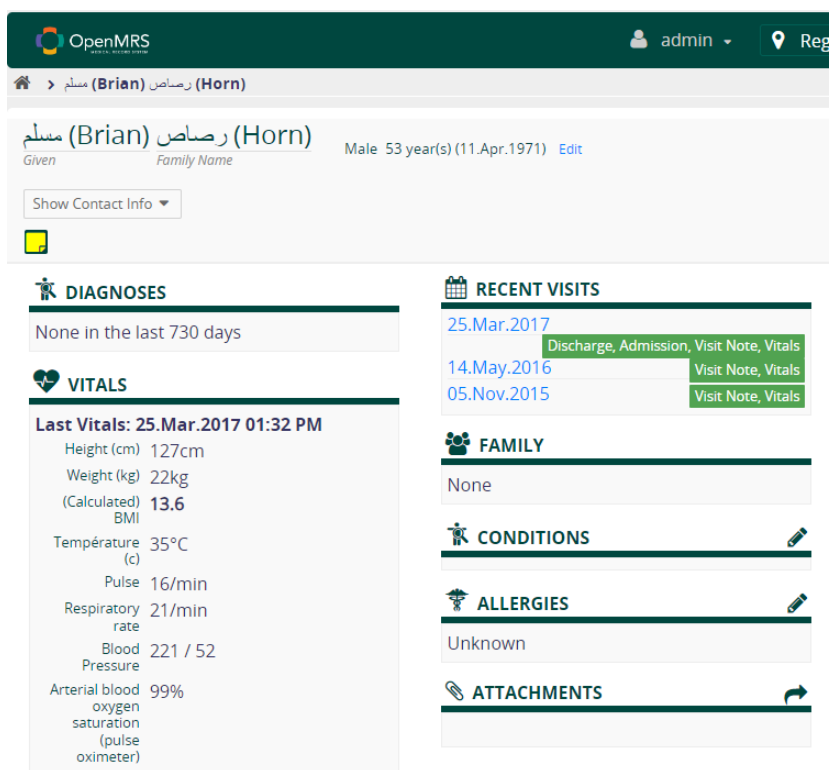 OpenMRS
MEDICAL RECORD SYSTEM
admin
Reg
مسلم (Brian) رصاص (Horn)
مسلم (Brian) رصاص (Horn)
Given Family Name
Male 53 year(s) (11.Apr.1971) Edit
Show Contact Info
DIAGNOSES
None in the last 730 days
VITALS
Last Vitals: 25.Mar.2017 01:32 PM
Height (cm) 127cm
Weight (kg) 22kg
(Calculated) BMI 13.6
Température (c) 35°C
Pulse 16/min
Respiratory rate 21/min
Blood Pressure 221 / 52
Arterial blood oxygen saturation (pulse oximeter) 99%
RECENT VISITS
25.Mar.2017
Discharge, Admission, Visit Note, Vitals
14.May.2016 Visit Note, Vitals
05.Nov.2015 Visit Note, Vitals
FAMILY
None
CONDITIONS
ALLERGIES
Unknown
ATTACHMENTS